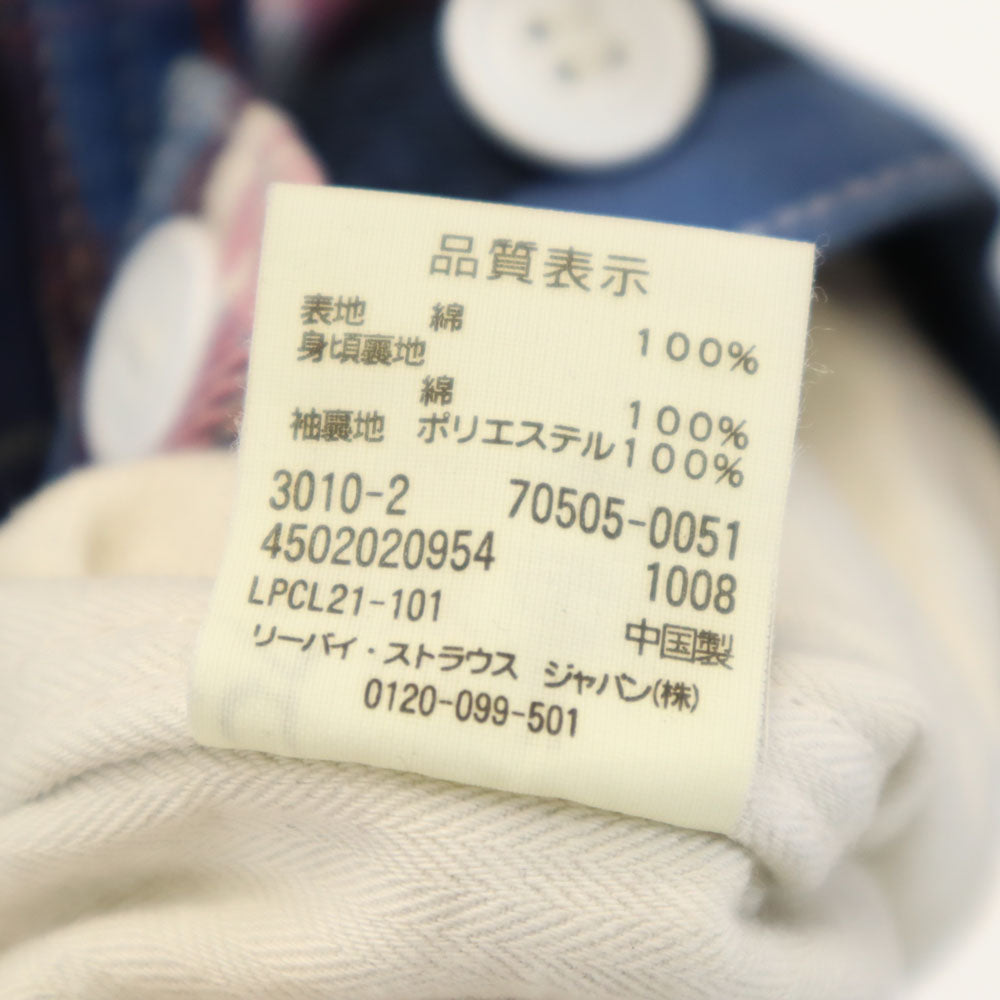 品質表示
表地 綿 100%
身頃裏地
綿 100%
袖裏地 ポリエステル100%
3010-2 70505-0051
4502020954 1008
LPCL21-101 中国製
リーバイ・ストラウス ジャパン(株)
0120-099-501